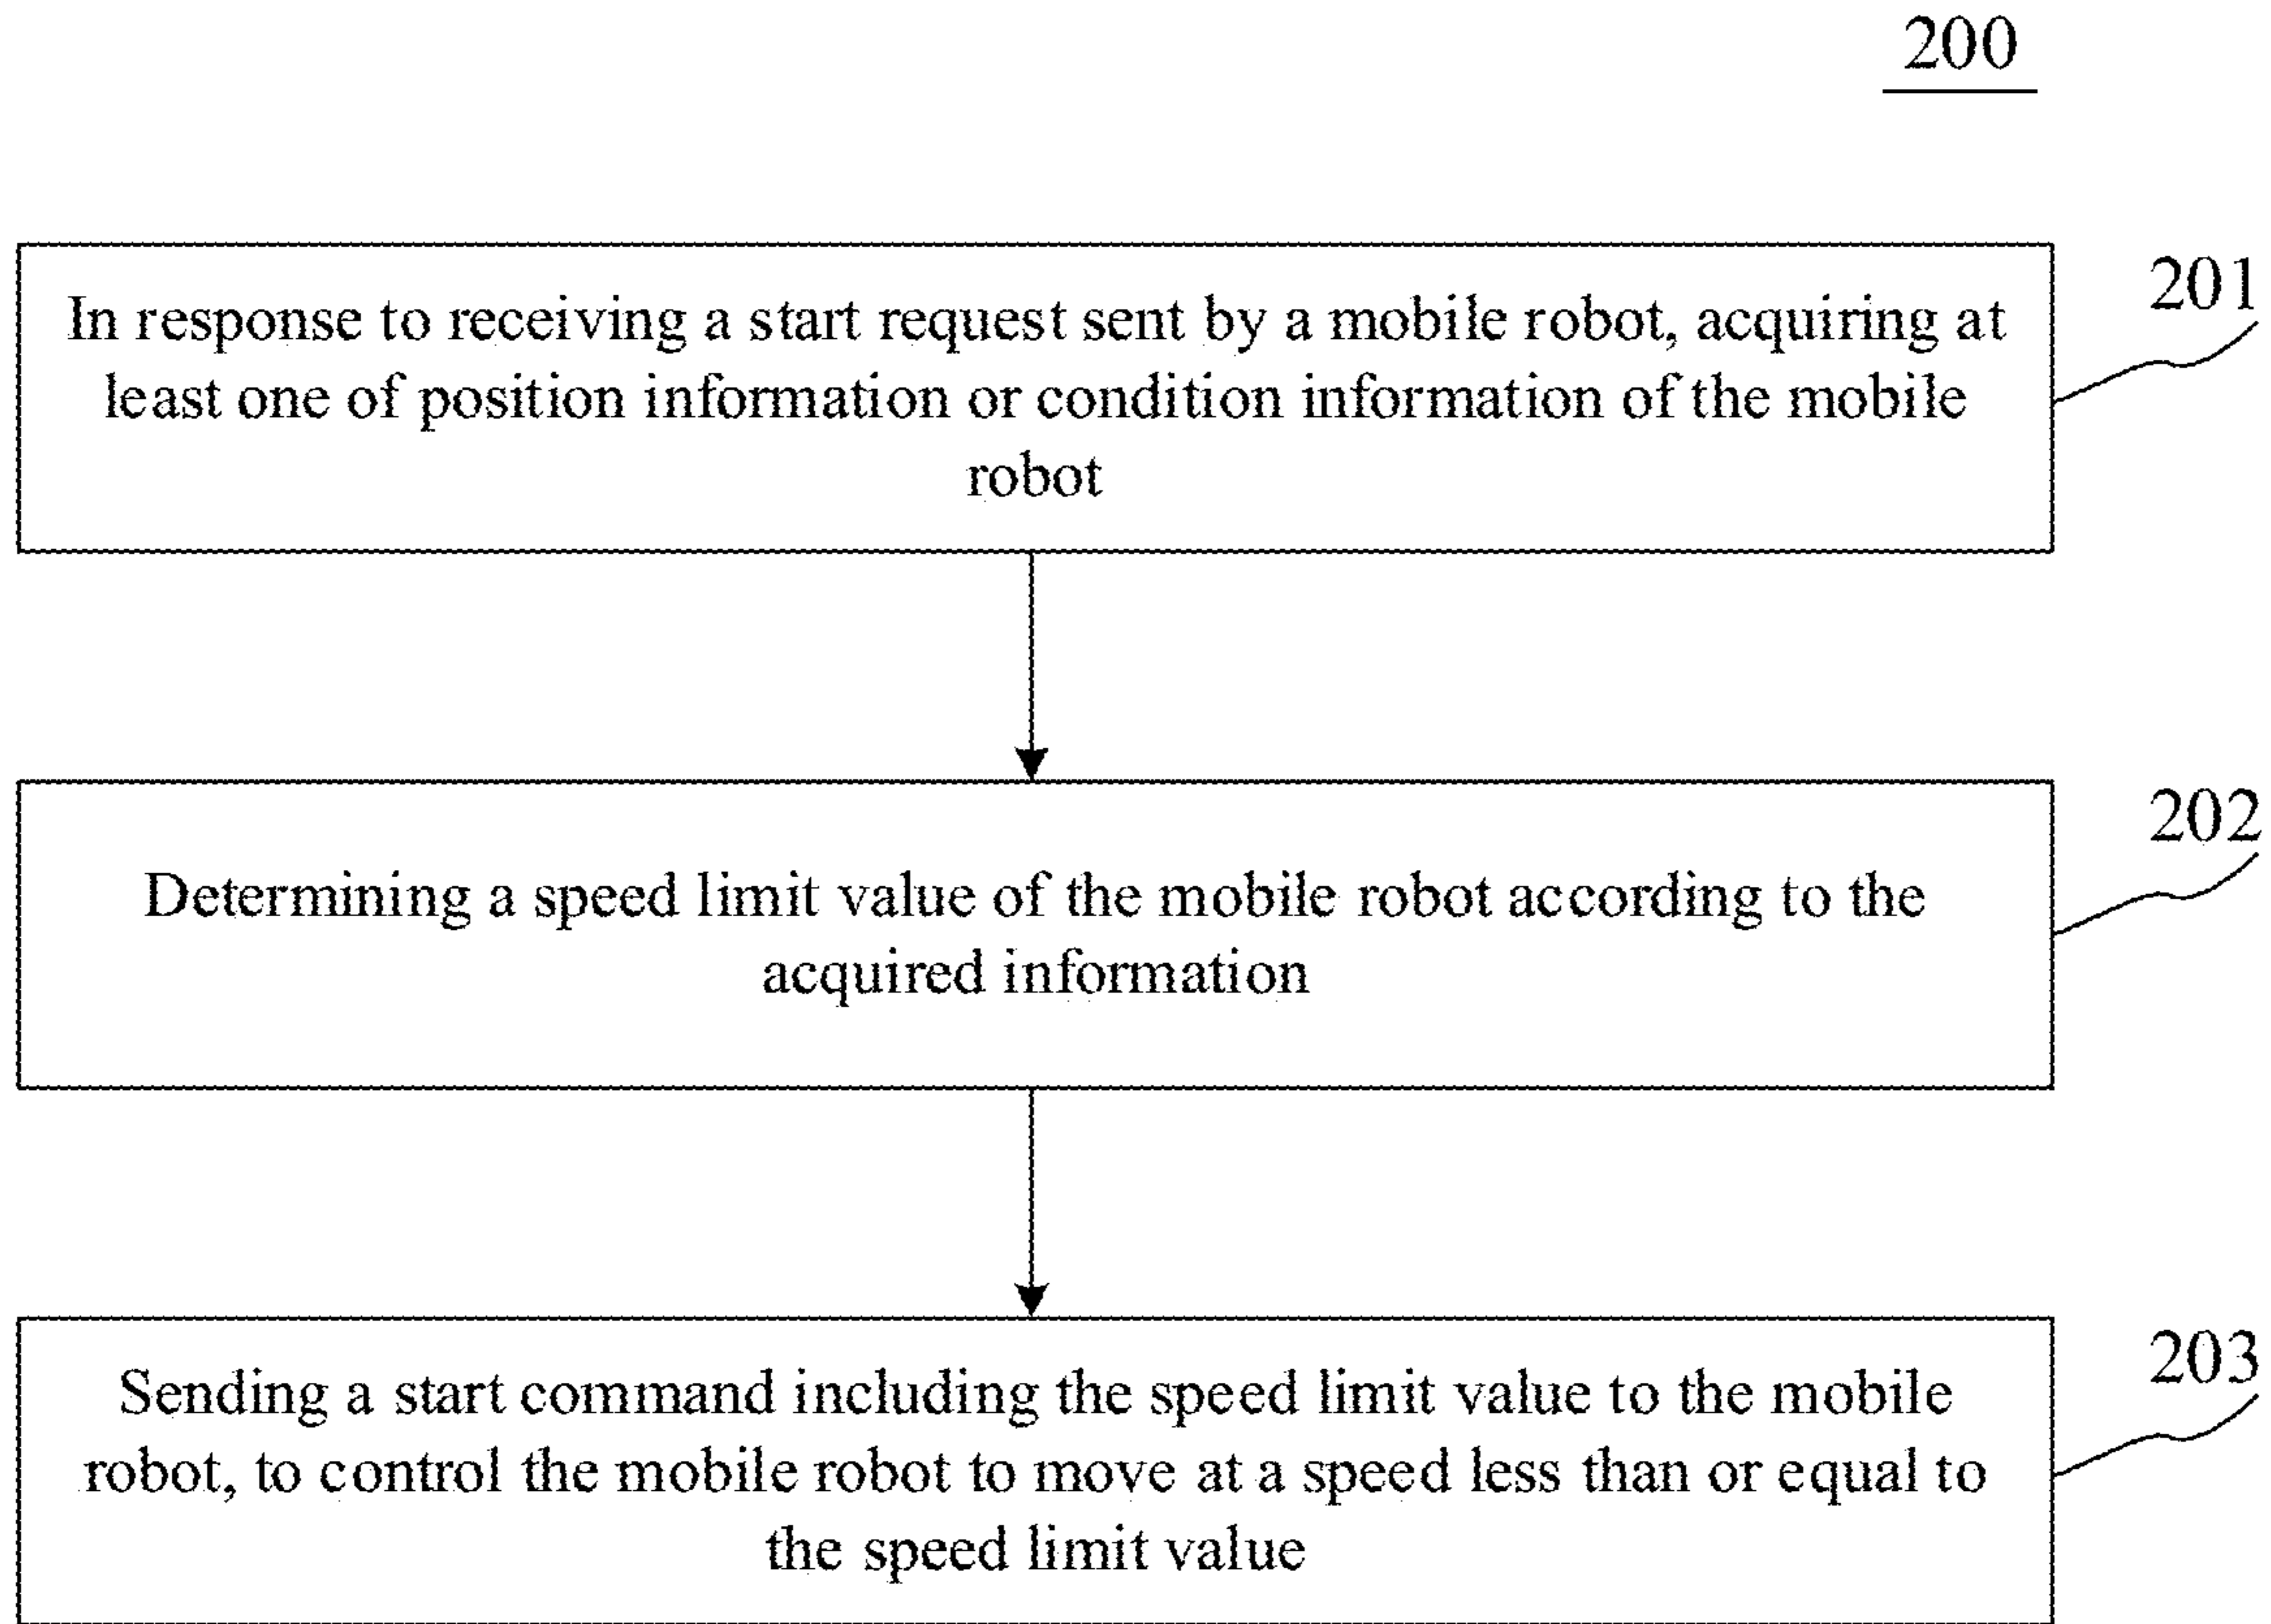 200
In response to receiving a start request sent by a mobile robot, acquiring at
least one of position information or condition information of the mobile
robot
201
Determining a speed limit value of the mobile robot according to the
acquired information
202
Sending a start command including the speed limit value to the mobile
robot, to control the mobile robot to move at a speed less than or equal to
the speed limit value
203